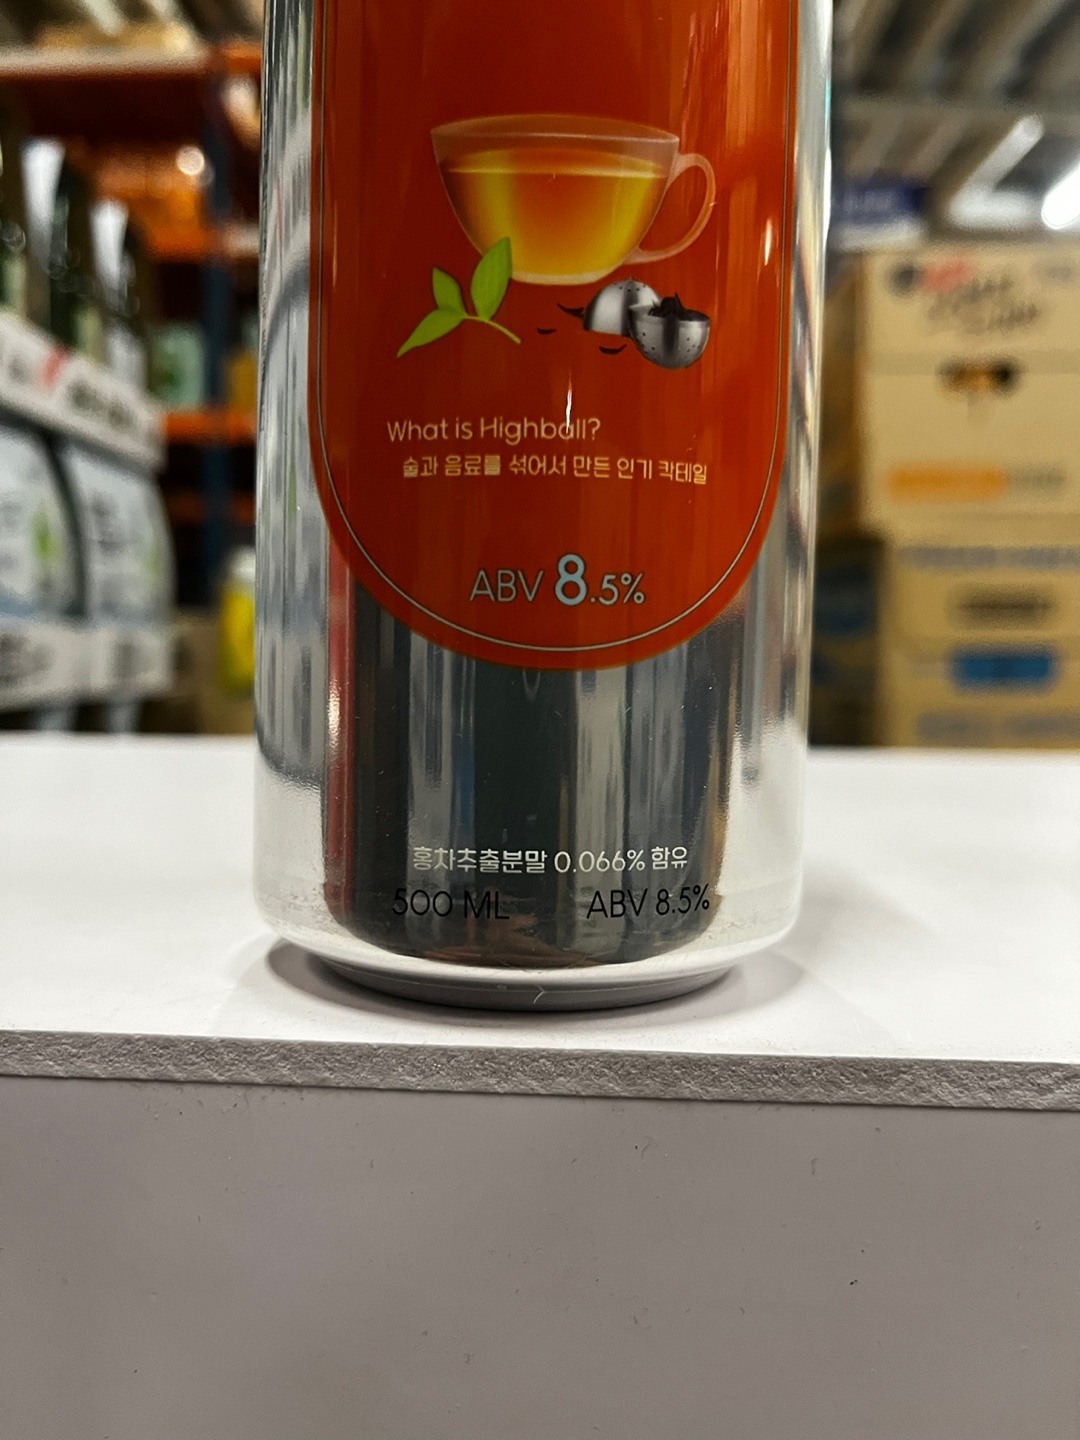 What is Highball?
술과 음료를 섞어서 만든 인기 칵테일
ABV 8.5%
홍차추출분말 0.066% 함유
500 ML ABV 8.5%